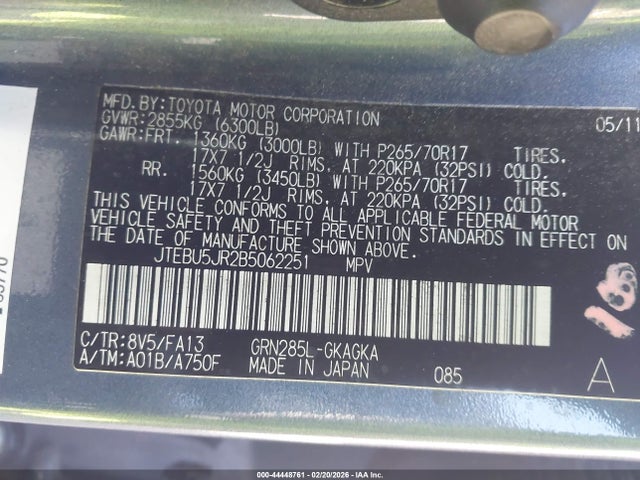 MFD.BY:TOYOTA MOTOR CORPORATION 05/11
GVWR:2855KG (6300LB)
GAWR:FRT. 1360KG (3000LB) WITH P265/70R17 TIRES.
17X7 1/2J RIMS. AT 220KPA (32PSI) COLD.
RR. 1560KG (3450LB) WITH P265/70R17 TIRES.
17X7 1/2J RIMS. AT 220KPA (32PSI) COLD.
THIS VEHICLE CONFORMS TO ALL APPLICABLE FEDERAL MOTOR
VEHICLE SAFETY AND THEFT PREVENTION STANDARDS IN EFFECT ON
THE DATE OF MANUFACTURE SHOWN ABOVE.
JTEBU5JR2B5062251 MPV
C/TR:8V5/FA13 GRN285L-GKAGKA
A/TM:A01B/A750F MADE IN JAPAN 085 A
000-44448761 - 02/20/2026 - IAA Inc.